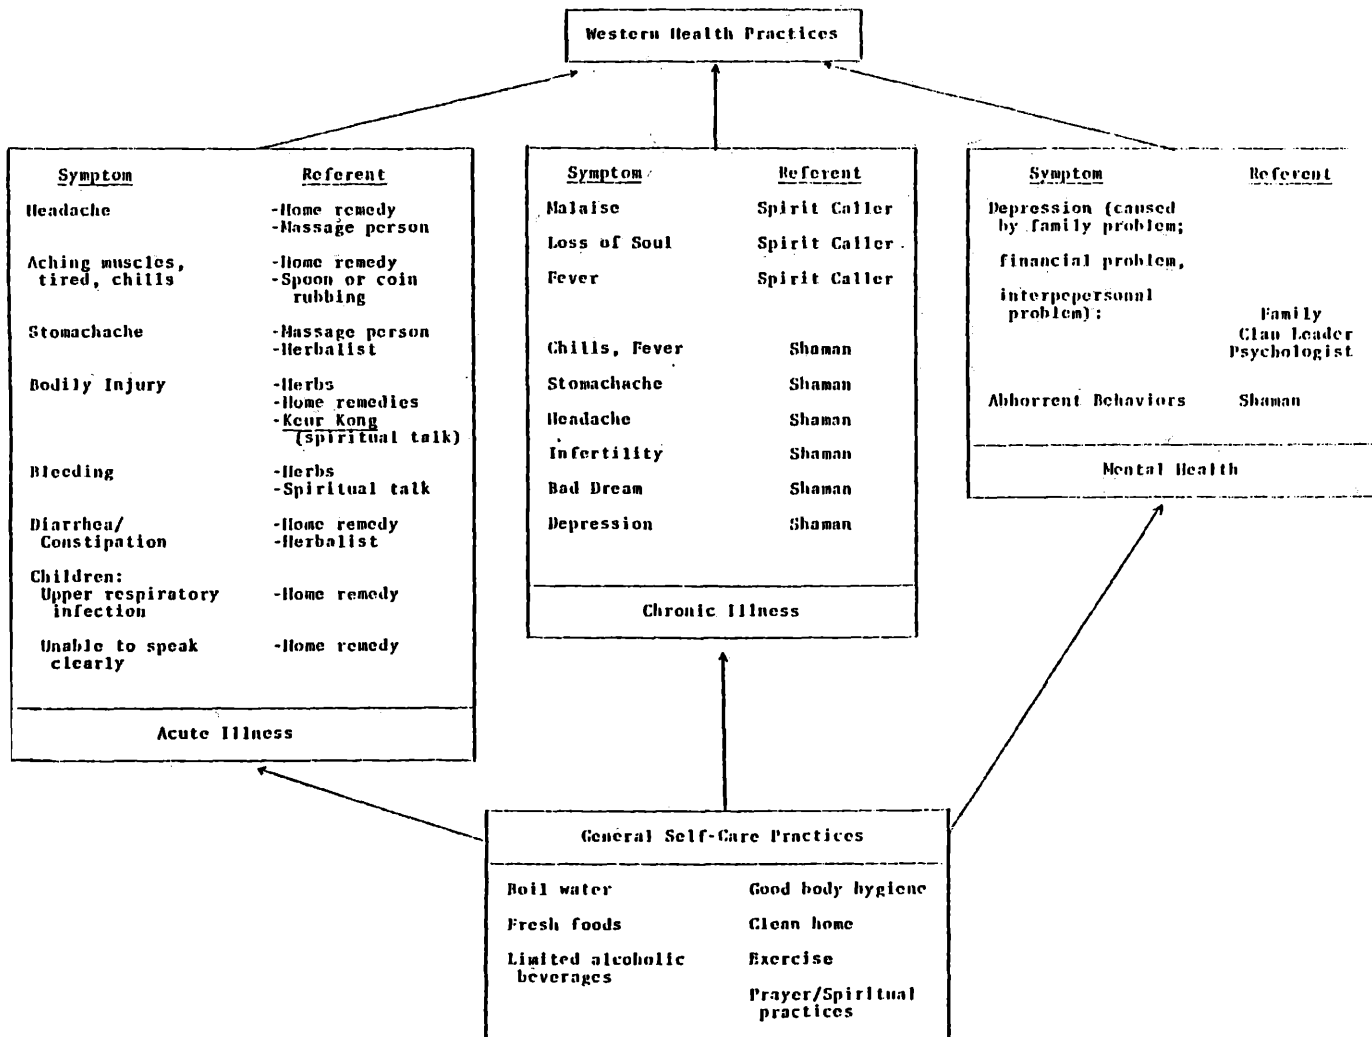 Western Health Practices
Symptom Referent
Headache -Home remedy
-Massage person
Aching muscles, -Home remedy
tired, chills -Spoon or coin
rubbing
Stomachache -Massage person
-Herbalist
Bodily Injury -Herbs
-Home remedies
-Keur Kong
(spiritual talk)
Bleeding -Herbs
-Spiritual talk
Diarrhea/ -Home remedy
Constipation -Herbalist
Children:
Upper respiratory -Home remedy
infection
Unable to speak -Home remedy
clearly
Acute Illness
Symptom Referent
Malaise Spirit Caller
Loss of Soul Spirit Caller
Fever Spirit Caller
Chills, Fever Shaman
Stomachache Shaman
Headache Shaman
Infertility Shaman
Bad Dream Shaman
Depression Shaman
Chronic Illness
Symptom Referent
Depression (caused
by family problem;
financial problem,
interpepersonal
problem):
Family
Clan Leader
Psychologist
Abhorrent Behaviors Shaman
Mental Health
General Self-Care Practices
Boil water Good body hygiene
Fresh foods Clean home
Limited alcoholic Exercise
beverages
Prayer/Spiritual
practices